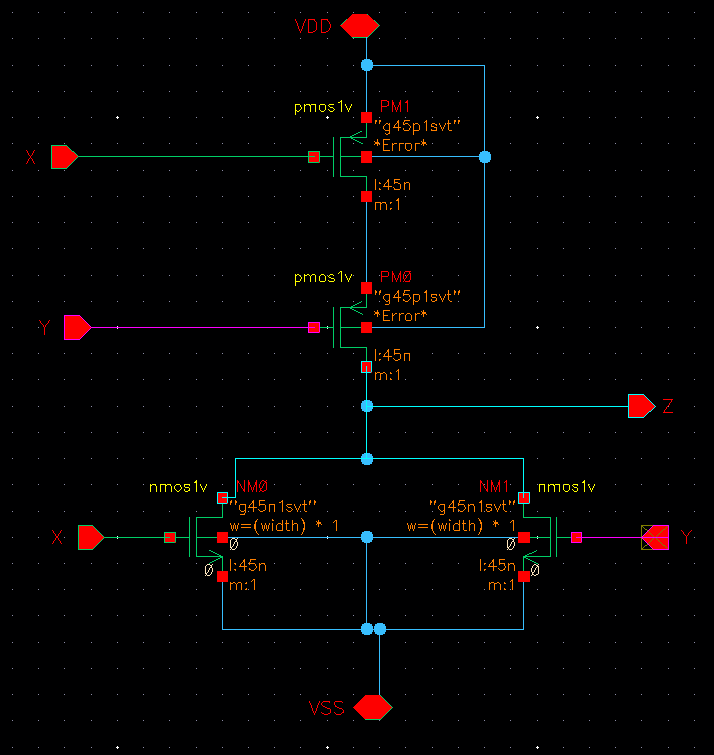 VDD
pmos1v PM1
"g45p1svt"
*Error*
X
l:45n
m:1
pmos1v PM0
"g45p1svt"
*Error*
Y
l:45n
m:1
Z
nmos1v NM0
"g45n1svt"
w=(width) * 1
X
0
0
l:45n
m:1
NM1 nmos1v
"g45n1svt"
w=(width) * 1
Y
0
0
l:45n
m:1
VSS